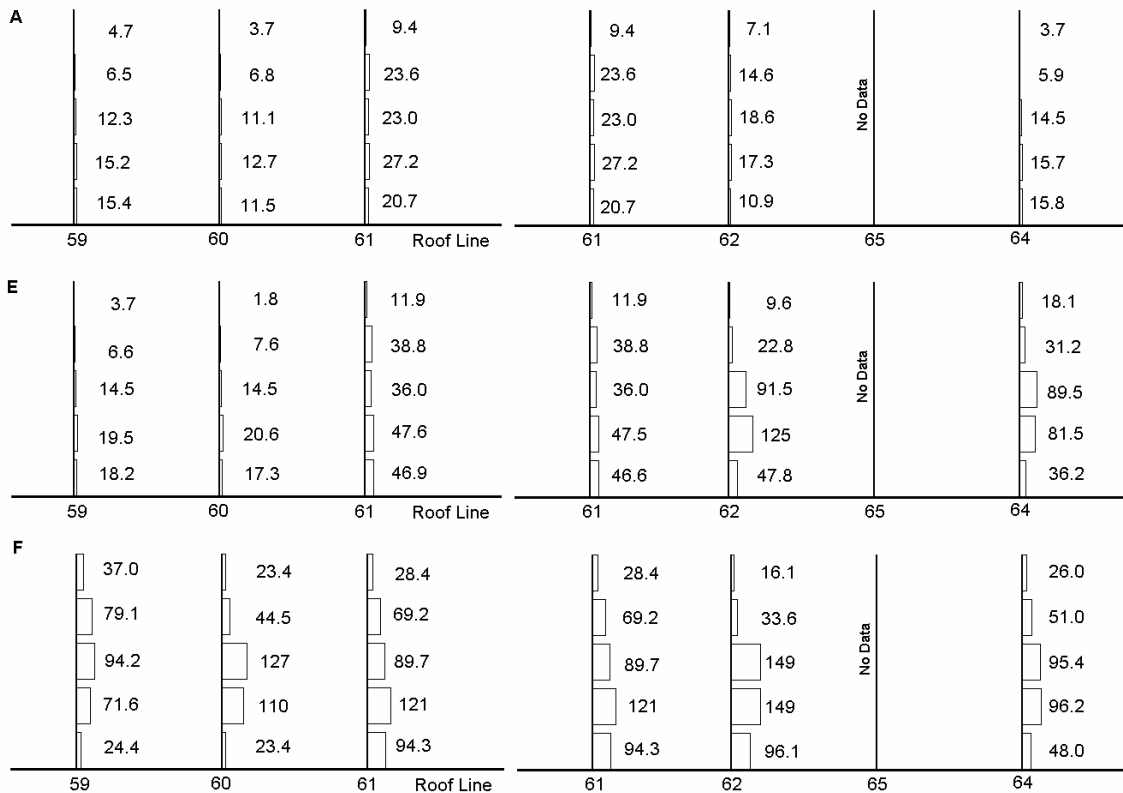 A
4.7 3.7 9.4 9.4 7.1 3.7
6.5 6.8 23.6 23.6 14.6 No Data 5.9
12.3 11.1 23.0 23.0 18.6 14.5
15.2 12.7 27.2 27.2 17.3 15.7
15.4 11.5 20.7 20.7 10.9 15.8
59 60 61 Roof Line 61 62 65 64
E
3.7 1.8 11.9 11.9 9.6 18.1
6.6 7.6 38.8 38.8 22.8 No Data 31.2
14.5 14.5 36.0 36.0 91.5 89.5
19.5 20.6 47.6 47.5 125 81.5
18.2 17.3 46.9 46.6 47.8 36.2
59 60 61 Roof Line 61 62 65 64
F
37.0 23.4 28.4 28.4 16.1 26.0
79.1 44.5 69.2 69.2 33.6 No Data 51.0
94.2 127 89.7 89.7 149 95.4
71.6 110 121 121 149 96.2
24.4 23.4 94.3 94.3 96.1 48.0
59 60 61 Roof Line 61 62 65 64